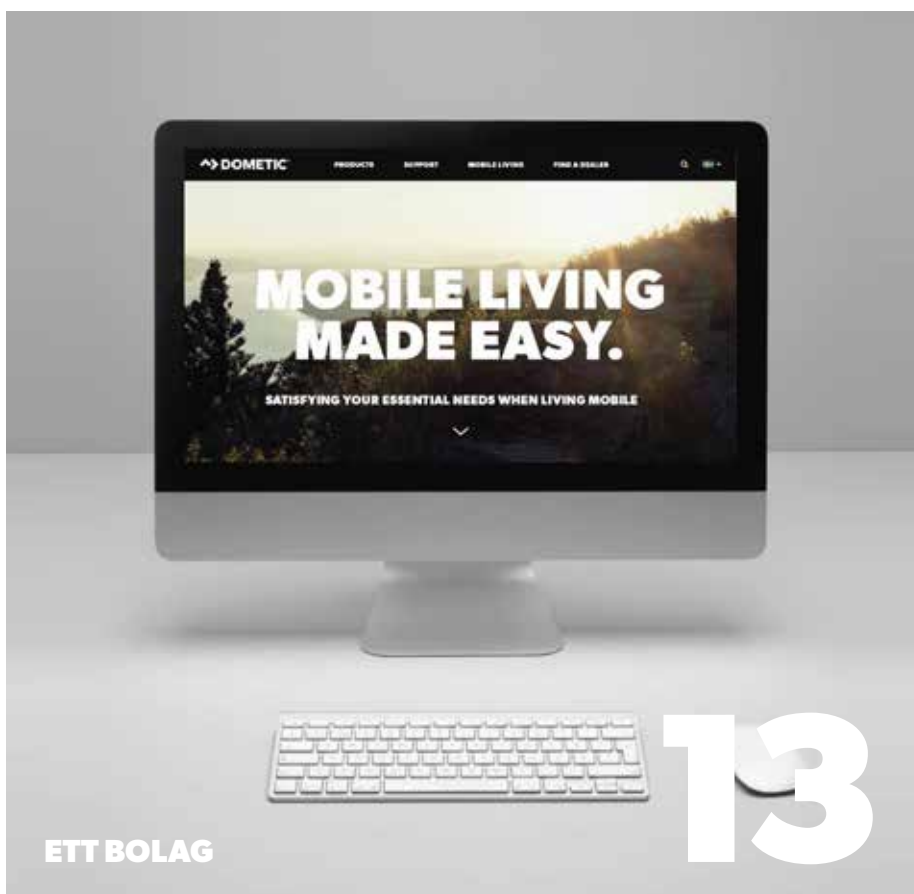 DOMETIC
PRODUCTS SUPPORT MOBILE LIVING FIND A DEALER
MOBILE LIVING
MADE EASY.
SATISFYING YOUR ESSENTIAL NEEDS WHEN LIVING MOBILE
13
ETT BOLAG